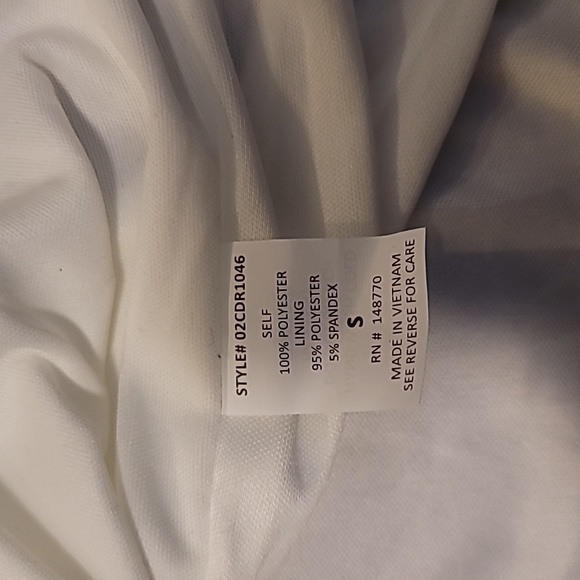 STYLE# 02CDR1046
SELF
100% POLYESTER
LINING
95% POLYESTER
5% SPANDEX
S
RN # 148770
MADE IN VIETNAM
SEE REVERSE FOR CARE